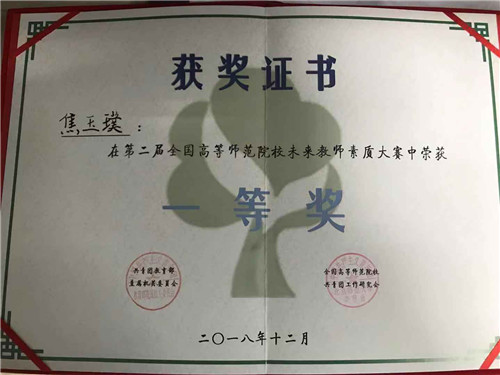 获奖证书
焦玉璞：
在第二届全国高等师范院校未来教师素质大赛中荣获
一等奖
共青团教育部
直属机关委员会
全国高等师范院校
共青团工作研究会
二〇一八年十二月